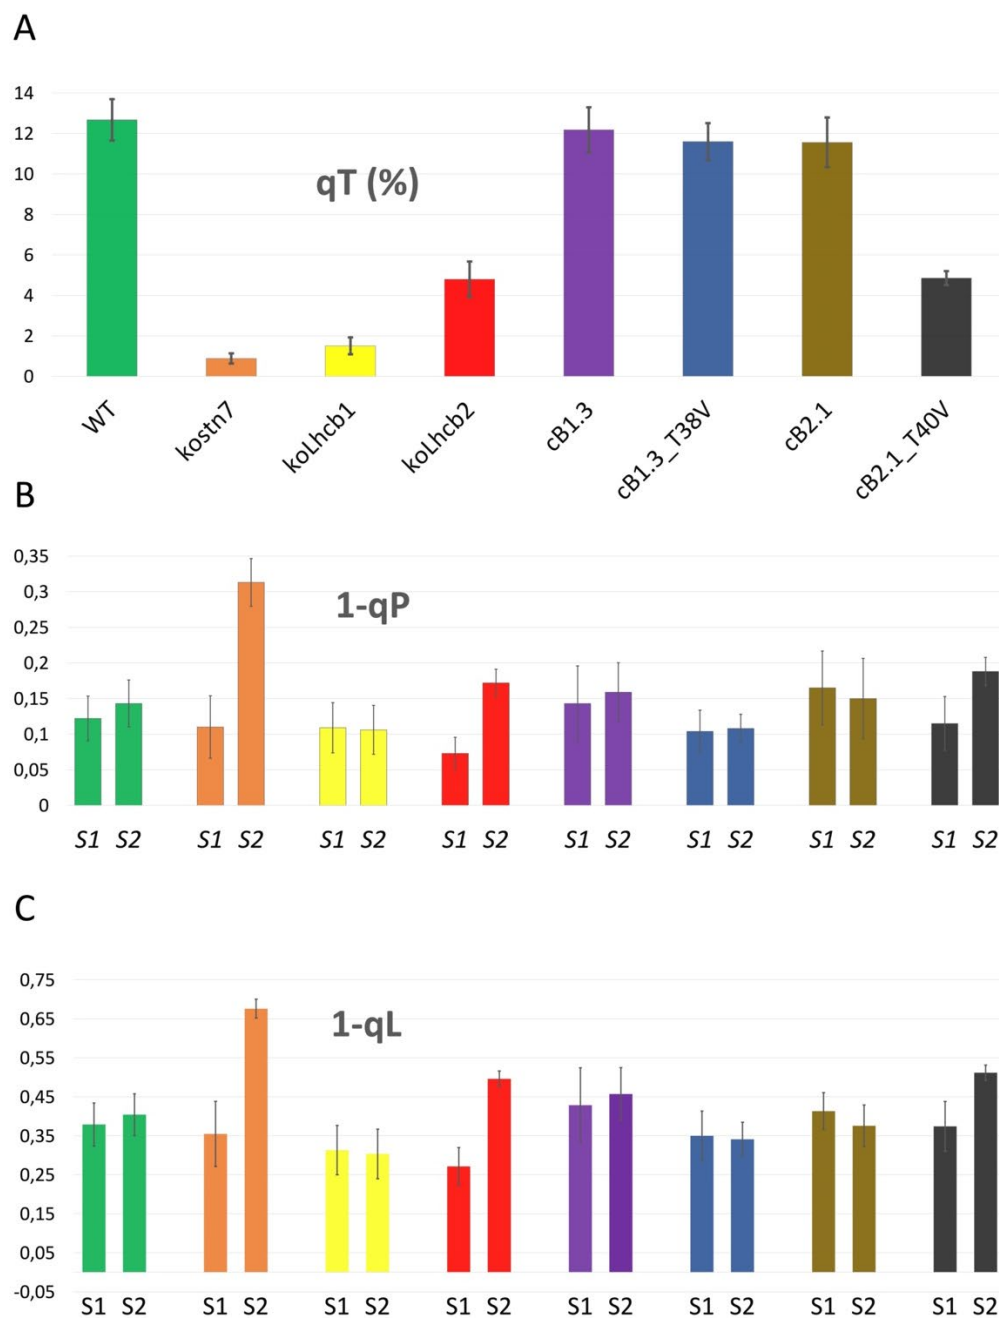 A
14
12
10
8
6
4
2
0
qT (%)
WT
kostn7
koLhcb1
koLhcb2
cB1.3
cB1.3_T38V
cB2.1
cB2.1_T40V
B
0,35
0,3
0,25
0,2
0,15
0,1
0,05
0
1-qP
S1 S2 S1 S2 S1 S2 S1 S2 S1 S2 S1 S2 S1 S2 S1 S2
C
0,75
0,65
0,55
0,45
0,35
0,25
0,15
0,05
-0,05
1-qL
S1 S2 S1 S2 S1 S2 S1 S2 S1 S2 S1 S2 S1 S2 S1 S2